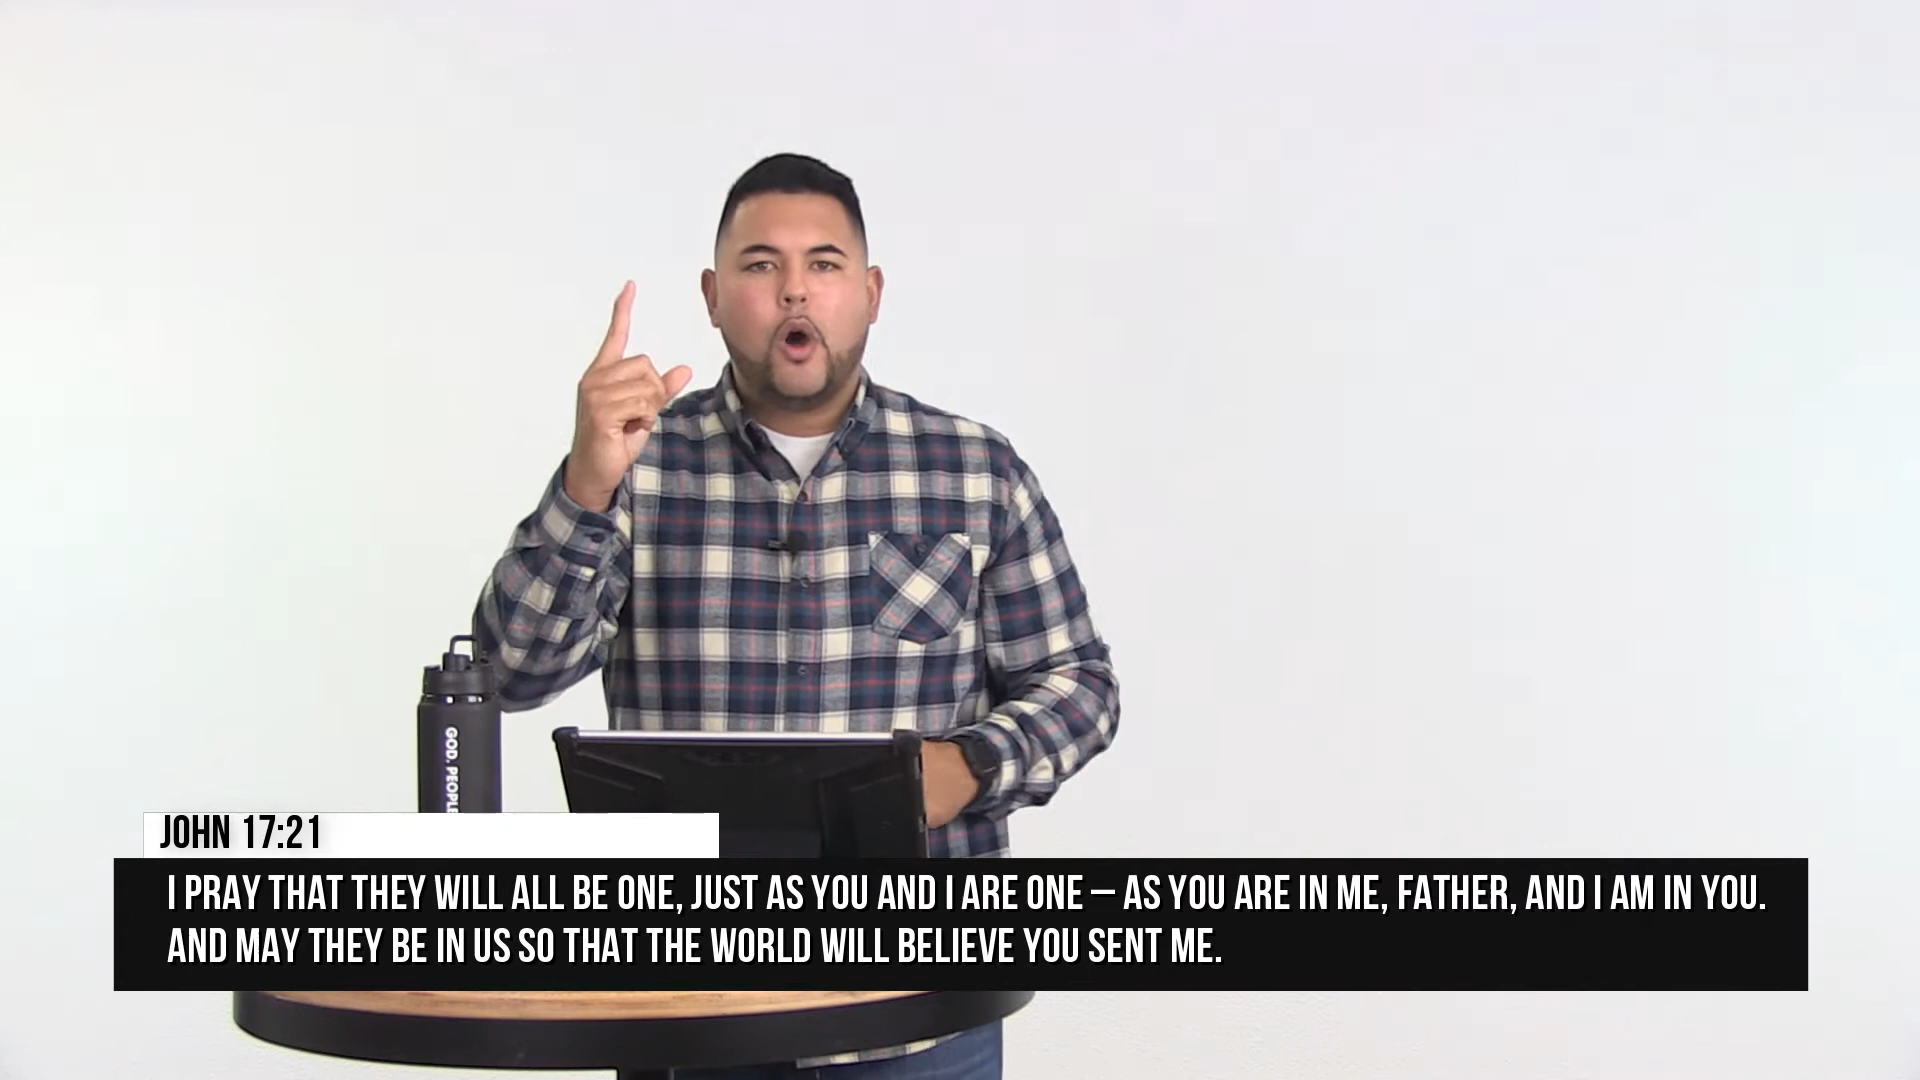 GOD. PEOPLE
JOHN 17:21
I PRAY THAT THEY WILL ALL BE ONE, JUST AS YOU AND I ARE ONE – AS YOU ARE IN ME, FATHER, AND I AM IN YOU.
AND MAY THEY BE IN US SO THAT THE WORLD WILL BELIEVE YOU SENT ME.